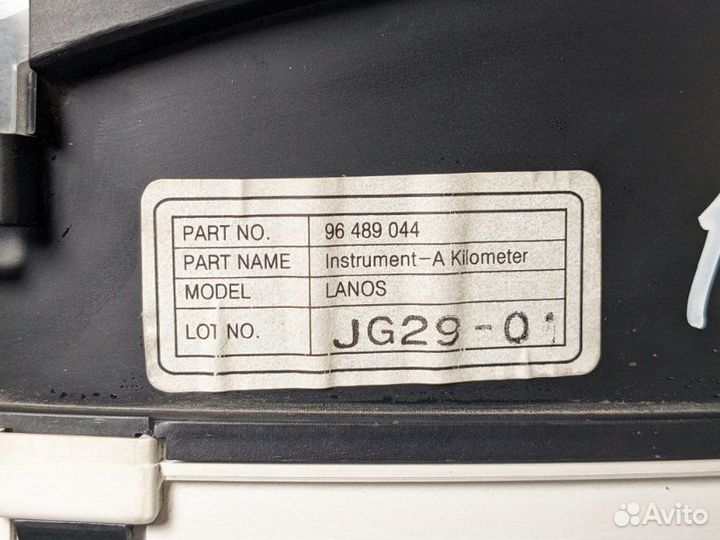 PART NO. 96 489 044
PART NAME Instrument-A Kilometer
MODEL LANOS
LOT NO. JG29-01
Avito